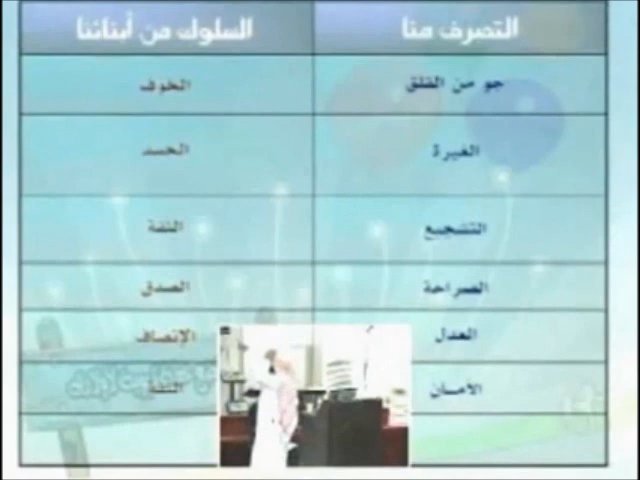 التصرف منا السلوك من أبنائنا
جو من القلق الخوف
الغيرة الحسد
التشجيع الثقة
الصراحة الصدق
العدل الإنصاف
الأمان الثقة